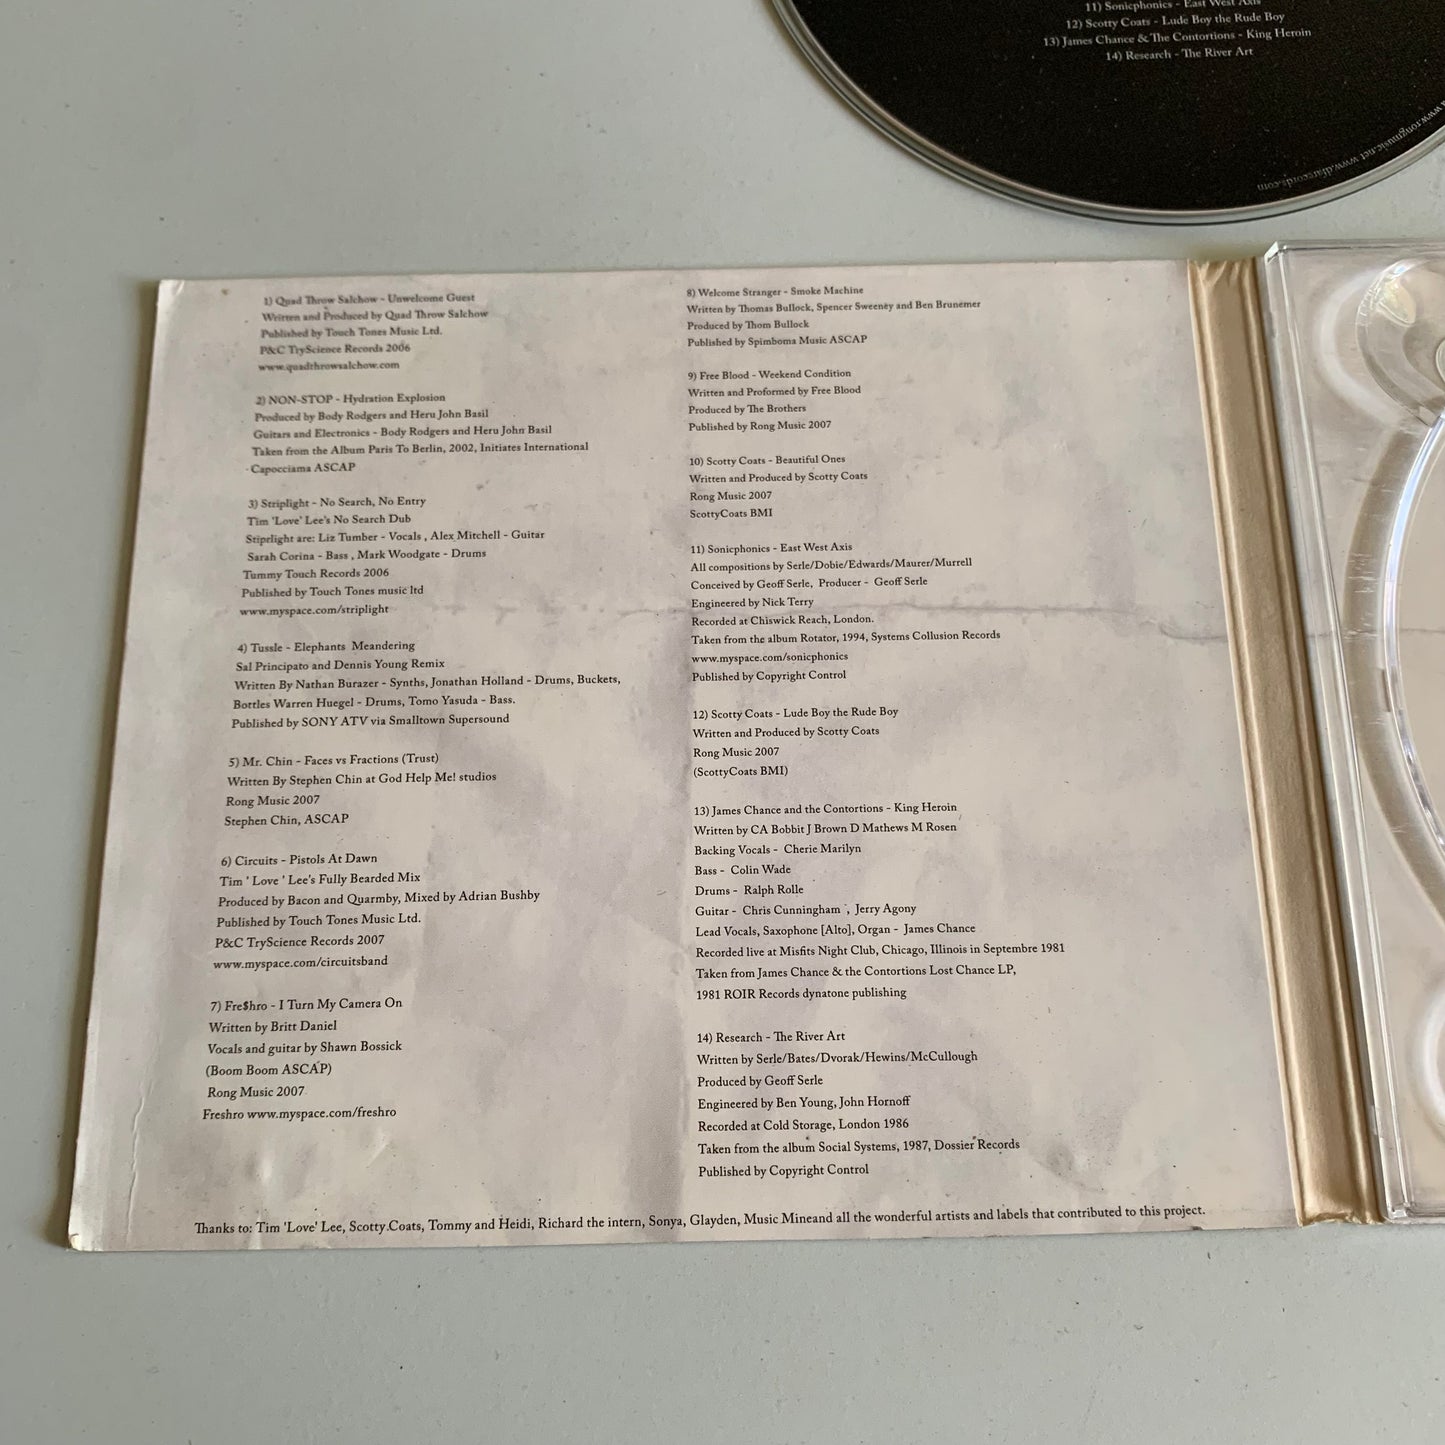 11) Sonicphonics - East West Axis
12) Scotty Coats - Lude Boy the Rude Boy
13) James Chance & The Contortions - King Heroin
14) Research - The River Art
www.rongmusic.net www.dfarecords.com
1) Quad Throw Salchow - Unwelcome Guest
Written and Produced by Quad Throw Salchow
Published by Touch Tones Music Ltd.
P&C TryScience Records 2006
www.quadthrowsalchow.com
2) NON-STOP - Hydration Explosion
Produced by Body Rodgers and Heru John Basil
Guitars and Electronics - Body Rodgers and Heru John Basil
Taken from the Album Paris To Berlin, 2002, Initiates International
Capocciama ASCAP
3) Striplight - No Search, No Entry
Tim 'Love' Lee's No Search Dub
Stiprlight are: Liz Tumber - Vocals , Alex Mitchell - Guitar
Sarah Corina - Bass , Mark Woodgate - Drums
Tummy Touch Records 2006
Published by Touch Tones music ltd
www.myspace.com/striplight
4) Tussle - Elephants Meandering
Sal Principato and Dennis Young Remix
Written By Nathan Burazer - Synths, Jonathan Holland - Drums, Buckets,
Bottles Warren Huegel - Drums, Tomo Yasuda - Bass.
Published by SONY ATV via Smalltown Supersound
5) Mr. Chin - Faces vs Fractions (Trust)
Written By Stephen Chin at God Help Me! studios
Rong Music 2007
Stephen Chin, ASCAP
6) Circuits - Pistols At Dawn
Tim ' Love ' Lee's Fully Bearded Mix
Produced by Bacon and Quarmby, Mixed by Adrian Bushby
Published by Touch Tones Music Ltd.
P&C TryScience Records 2007
www.myspace.com/circuitsband
7) Fre$hro - I Turn My Camera On
Written by Britt Daniel
Vocals and guitar by Shawn Bossick
(Boom Boom ASCAP)
Rong Music 2007
Freshro www.myspace.com/freshro
8) Welcome Stranger - Smoke Machine
Written by Thomas Bullock, Spencer Sweeney and Ben Brunemer
Produced by Thom Bullock
Published by Spimboma Music ASCAP
9) Free Blood - Weekend Condition
Written and Proformed by Free Blood
Produced by The Brothers
Published by Rong Music 2007
10) Scotty Coats - Beautiful Ones
Written and Produced by Scotty Coats
Rong Music 2007
ScottyCoats BMI
11) Sonicphonics - East West Axis
All compositions by Serle/Dobie/Edwards/Maurer/Murrell
Conceived by Geoff Serle, Producer - Geoff Serle
Engineered by Nick Terry
Recorded at Chiswick Reach, London.
Taken from the album Rotator, 1994, Systems Collusion Records
www.myspace.com/sonicphonics
Published by Copyright Control
12) Scotty Coats - Lude Boy the Rude Boy
Written and Produced by Scotty Coats
Rong Music 2007
(ScottyCoats BMI)
13) James Chance and the Contortions - King Heroin
Written by CA Bobbit J Brown D Mathews M Rosen
Backing Vocals - Cherie Marilyn
Bass - Colin Wade
Drums - Ralph Rolle
Guitar - Chris Cunningham , Jerry Agony
Lead Vocals, Saxophone [Alto], Organ - James Chance
Recorded live at Misfits Night Club, Chicago, Illinois in Septembre 1981
Taken from James Chance & the Contortions Lost Chance LP,
1981 ROIR Records dynatone publishing
14) Research - The River Art
Written by Serle/Bates/Dvorak/Hewins/McCullough
Produced by Geoff Serle
Engineered by Ben Young, John Hornoff
Recorded at Cold Storage, London 1986
Taken from the album Social Systems, 1987, Dossier Records
Published by Copyright Control
Thanks to: Tim 'Love' Lee, Scotty Coats, Tommy and Heidi, Richard the intern, Sonya, Glayden, Music Mineand all the wonderful artists and labels that contributed to this project.